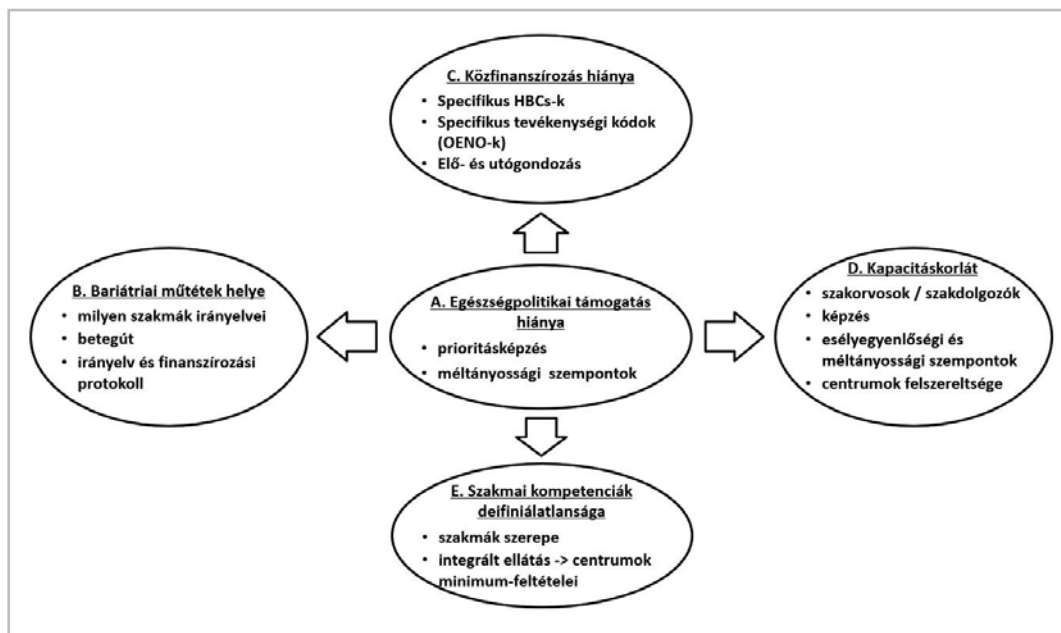 C. Közfinanszírozás hiánya
• Specifikus HBCs-k
• Specifikus tevékenységi kódok
(OENO-k)
• Elő- és utógondozás
B. Bariátriai műtétek helye
• milyen szakmák irányelvei
• betegút
• irányelv és finanszírozási
protokoll
A. Egészségpolitikai támogatás
hiánya
• prioritásképzés
• méltányossági szempontok
D. Kapacitáskorlát
• szakorvosok / szakdolgozók
• képzés
• esélyegyenlőségi és
méltányossági szempontok
• centrumok felszereltsége
E. Szakmai kompetenciák
deifiniálatlansága
• szakmák szerepe
• integrált ellátás -> centrumok
minimum-feltételei